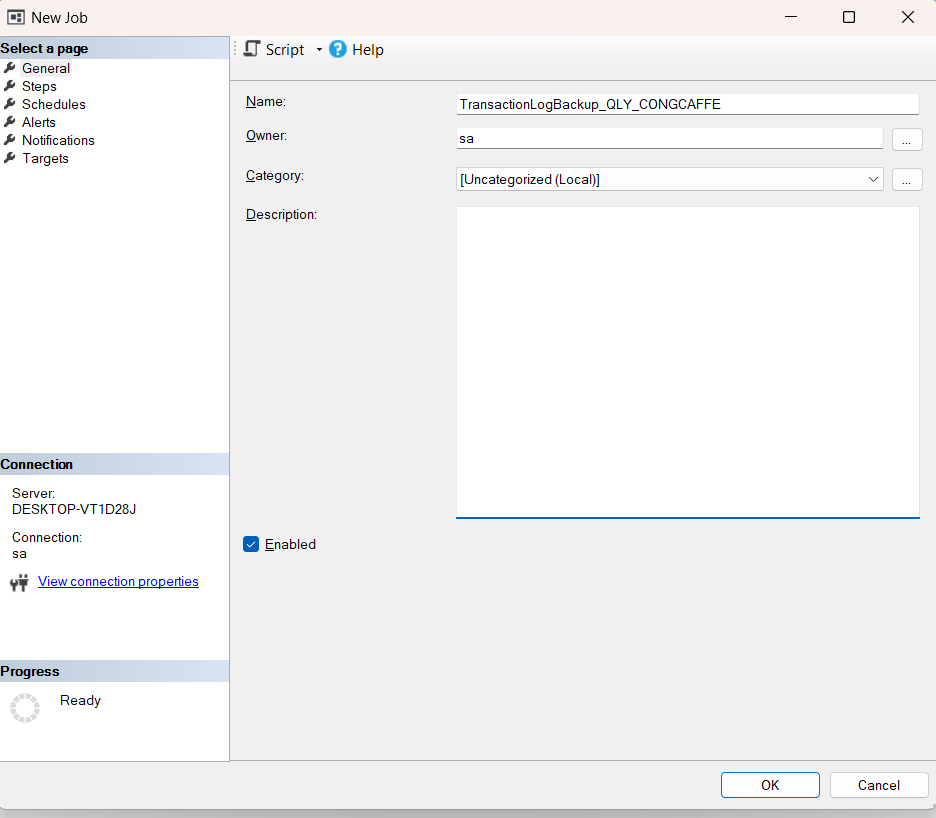 New Job
Select a page
General
Steps
Schedules
Alerts
Notifications
Targets
Script
Help
Name:
TransactionLogBackup_QLY_CONGCAFFE
Owner:
sa
...
Category:
[Uncategorized (Local)]
...
Description:
Enabled
Connection
Server:
DESKTOP-VT1D28J
Connection:
sa
View connection properties
Progress
Ready
OK
Cancel